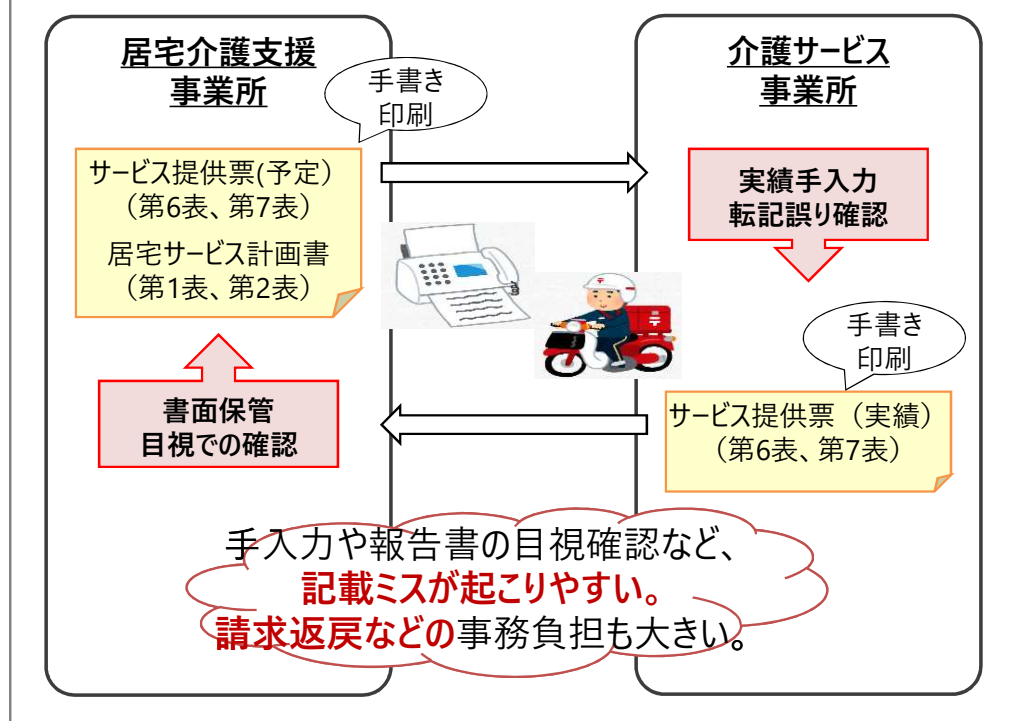 居宅介護支援
事業所
手書き
印刷
サービス提供票(予定）
（第6表、第7表）
居宅サービス計画書
（第1表、第2表）
書面保管
目視での確認
介護サービス
事業所
実績手入力
転記誤り確認
手書き
印刷
サービス提供票（実績）
（第6表、第7表）
手入力や報告書の目視確認など、
記載ミスが起こりやすい。
請求返戻などの事務負担も大きい。